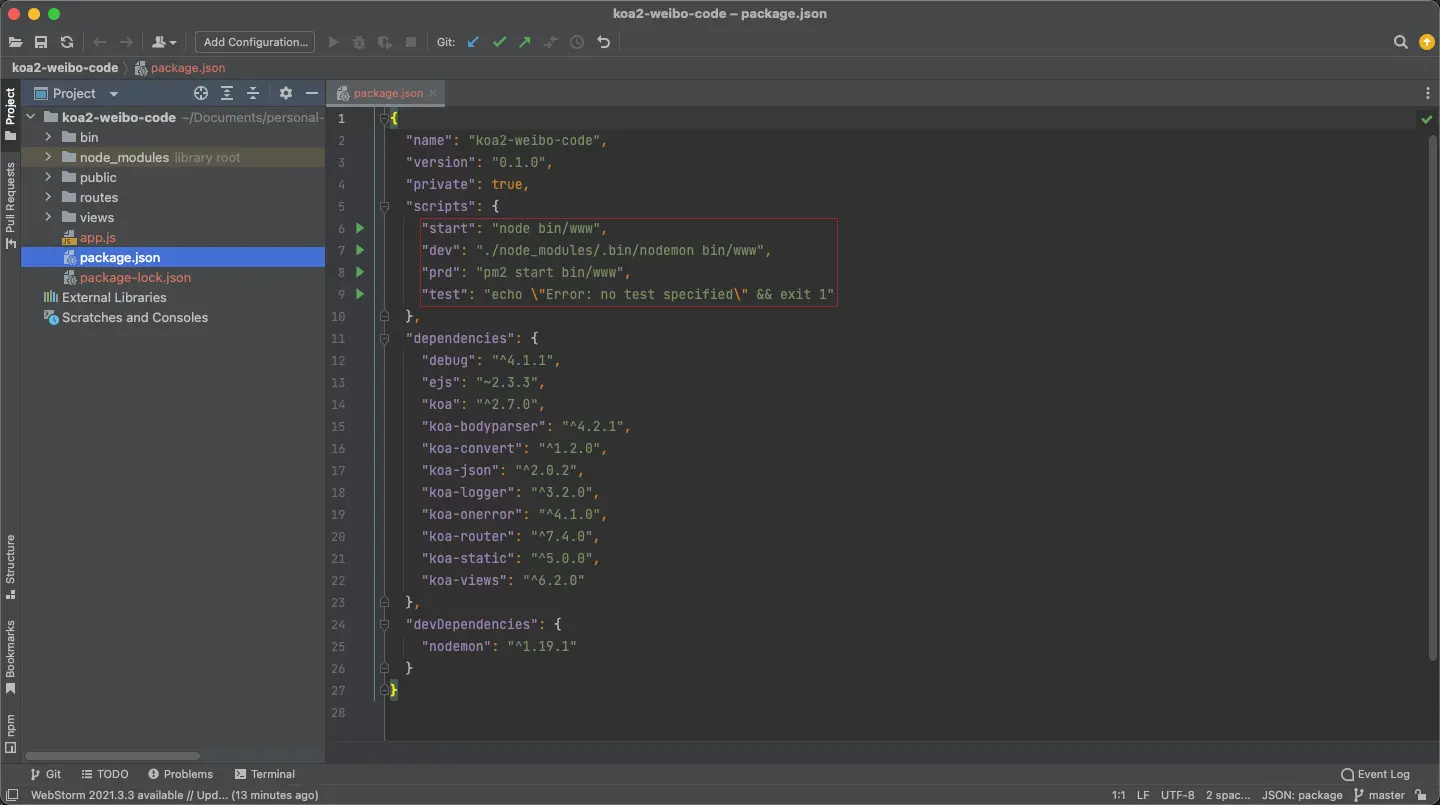 koa2-weibo-code – package.json
Add Configuration...
Git:
koa2-weibo-code
package.json
Project
package.json
Project
koa2-weibo-code ~/Documents/personal-
bin
node_modules library root
public
routes
views
app.js
package.json
package-lock.json
External Libraries
Scratches and Consoles
Pull Requests
Structure
Bookmarks
npm
1 {
2 "name": "koa2-weibo-code",
3 "version": "0.1.0",
4 "private": true,
5 "scripts": {
6 "start": "node bin/www",
7 "dev": "./node_modules/.bin/nodemon bin/www",
8 "prd": "pm2 start bin/www",
9 "test": "echo \"Error: no test specified\" && exit 1"
10 },
11 "dependencies": {
12 "debug": "^4.1.1",
13 "ejs": "~2.3.3",
14 "koa": "^2.7.0",
15 "koa-bodyparser": "^4.2.1",
16 "koa-convert": "^1.2.0",
17 "koa-json": "^2.0.2",
18 "koa-logger": "^3.2.0",
19 "koa-onerror": "^4.1.0",
20 "koa-router": "^7.4.0",
21 "koa-static": "^5.0.0",
22 "koa-views": "^6.2.0"
23 },
24 "devDependencies": {
25 "nodemon": "^1.19.1"
26 }
27 }
28
Git
TODO
Problems
Terminal
Event Log
WebStorm 2021.3.3 available // Upd... (13 minutes ago)
1:1 LF UTF-8 2 spac... JSON: package master